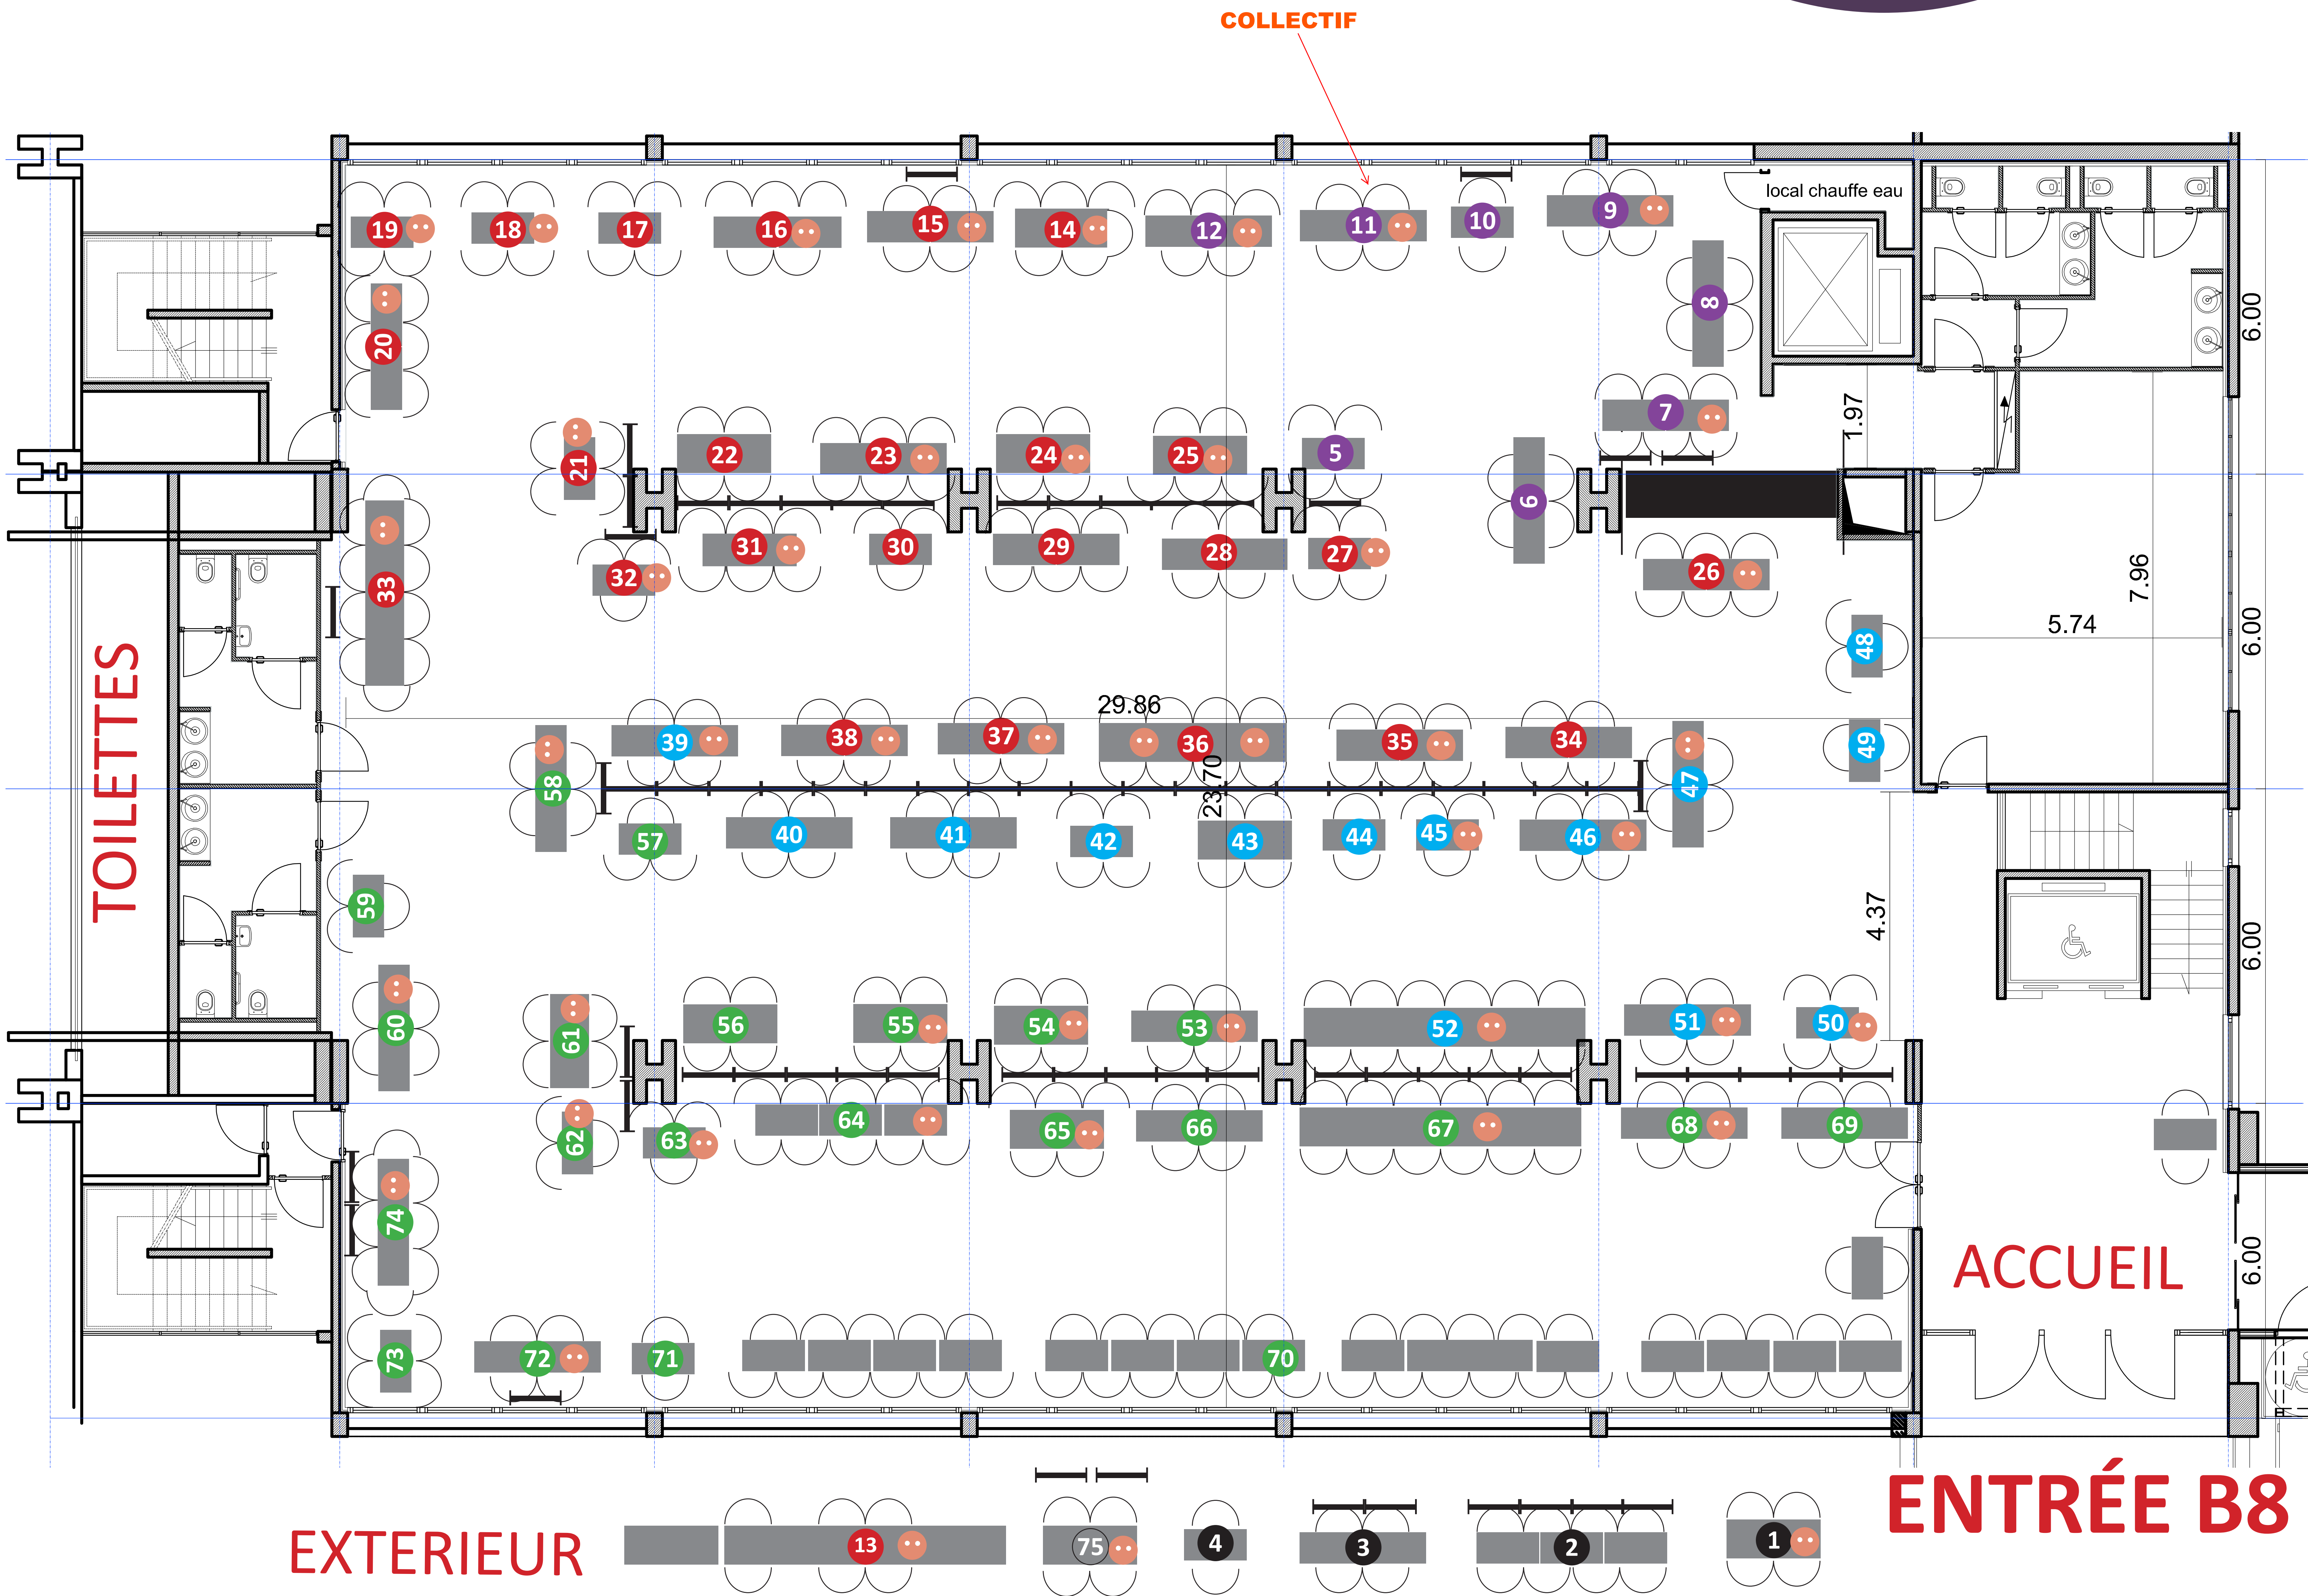 COLLECTIF
local chauffe eau
19 18 17 16 15 14 12 11 10 9
20
8
6.00
7
1.97
21 22 23 24 25 5
6
33 32 31 30 29 28 27 26
48
7.96
5.74
6.00
TOILETTES
29.86
39 38 37 36 35 34
49
58
23.70
47
57 40 41 42 43 44 45 46
59
4.37
6.00
60 61 56 55 54 53 52 51 50
62 63 64 65 66 67 68 69
74
ACCUEIL
6.00
73 72 71 70
ENTRÉE B8
EXTERIEUR
13 75 4 3 2 1